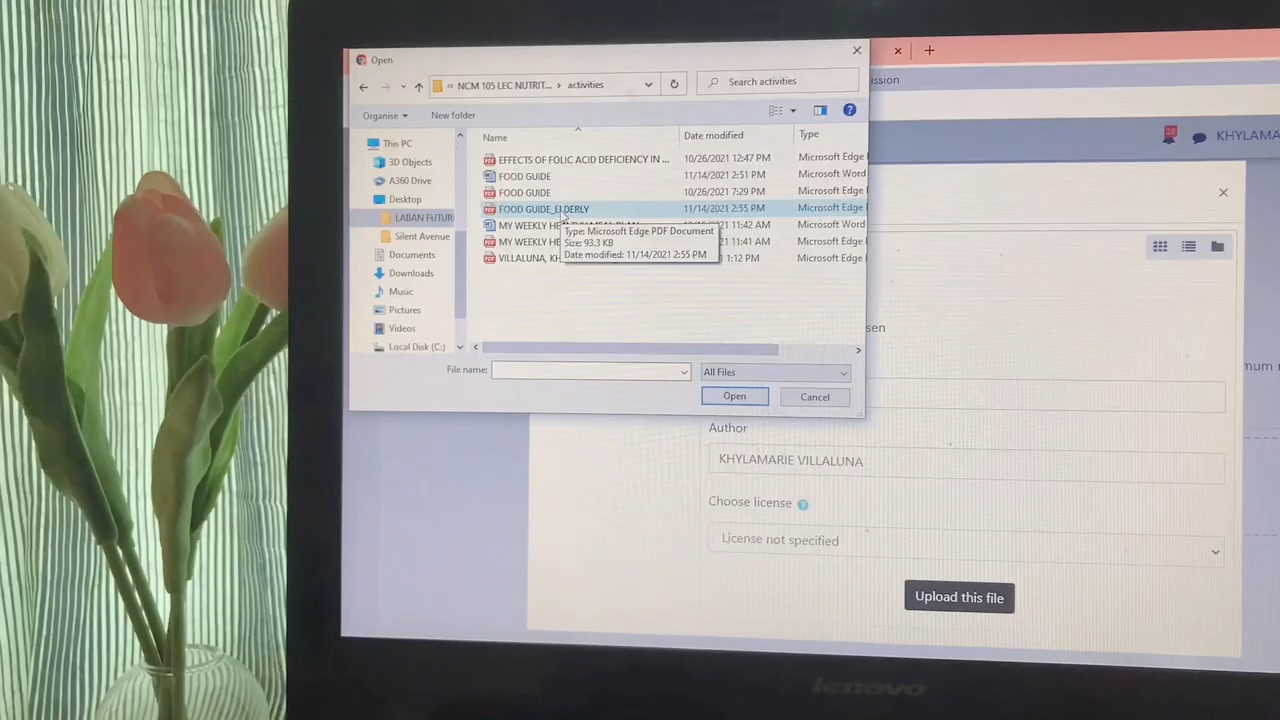 Open
« NCM 105 LEC NUTRIT... › activities
Search activities
ission
Organise
New folder
28
KHYLAMA
This PC
3D Objects
A360 Drive
Desktop
LABAN FUTUR
Silent Avenue
Documents
Downloads
Music
Pictures
Videos
Local Disk (C:)
Name Date modified Type
EFFECTS OF FOLIC ACID DEFICIENCY IN ... 10/26/2021 12:47 PM Microsoft Edge
FOOD GUIDE 11/14/2021 2:51 PM Microsoft Word
FOOD GUIDE 10/26/2021 7:29 PM Microsoft Edge
FOOD GUIDE_ELDERLY 11/14/2021 2:55 PM Microsoft Edge
MY WEEKLY HE 11:42 AM Microsoft Word
MY WEEKLY HE 11:41 AM Microsoft Edge
VILLALUNA, KH 1:12 PM Microsoft Edge
Type: Microsoft Edge PDF Document
Size: 93.3 KB
Date modified: 11/14/2021 2:55 PM
sen
File name:
All Files
Open
Cancel
mum
Author
KHYLAMARIE VILLALUNA
Choose license
License not specified
Upload this file
lenovo